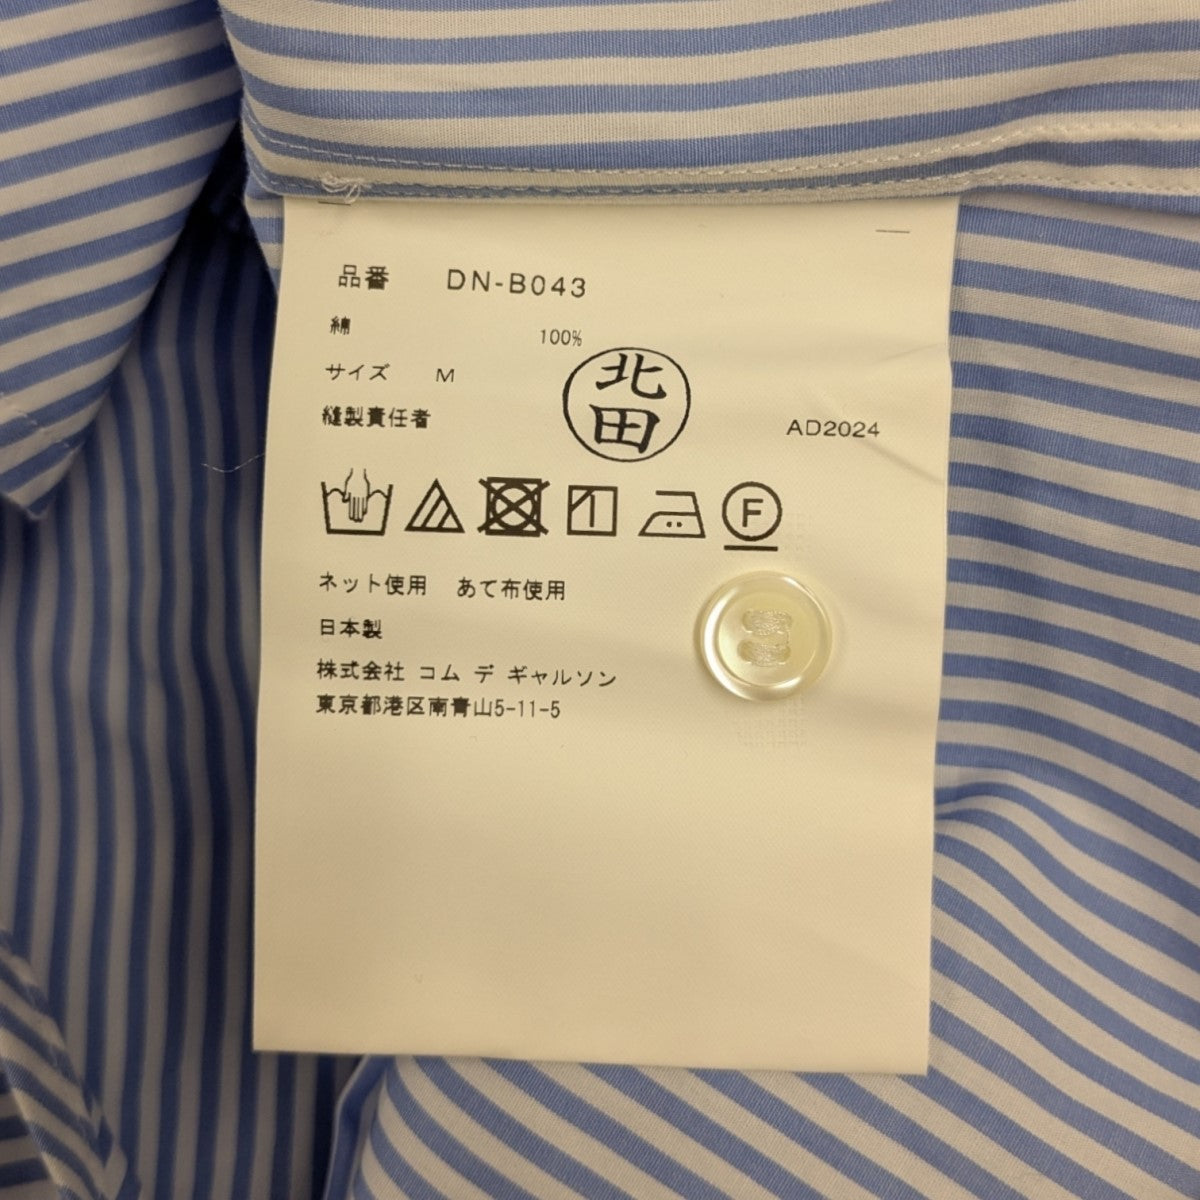 品番 DN-B043
綿 100%
サイズ M
縫製責任者
北田
AD2024
F
ネット使用 あて布使用
日本製
株式会社 コム デ ギャルソン
東京都港区南青山5-11-5